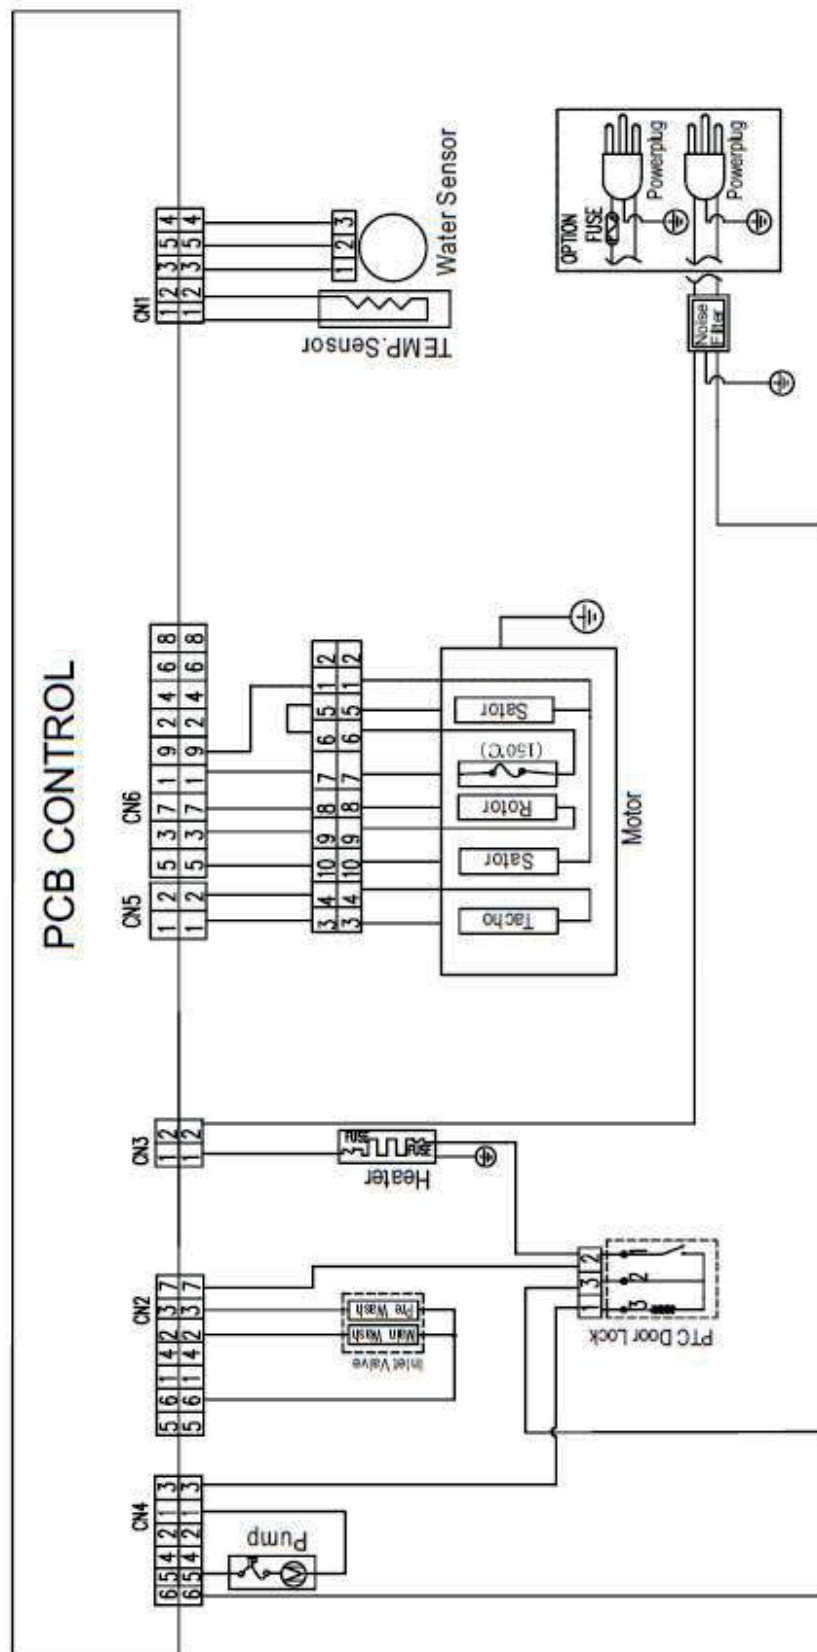 PCB CONTROL
CN1
1 2 3 5 4
1 2 3 5 4
1 2 3
Water Sensor
TEMP.Sensor
OPTION
FUSE
Powerplug
Powerplug
Noise
Filter
CN6
5 3 7 1 9 2 4 6 8
5 3 7 1 9 2 4 6 8
CN5
1 2
1 2
3 4 10 9 8 7 6 5 1 2
3 4 10 9 8 7 6 5 1 2
Sator
(150℃)
Rotor
Sator
Tacho
Motor
CN3
1 2
1 2
FUSE
FUSE
Heater
CN2
5 6 1 4 2 3 7
5 6 1 4 2 3 7
Pre Wash
Main Wash
Inlet Valve
1 3 2
3 2 1
PTC Door Lock
CN4
6 5 4 2 1 3
6 5 4 2 1 3
M
Pump